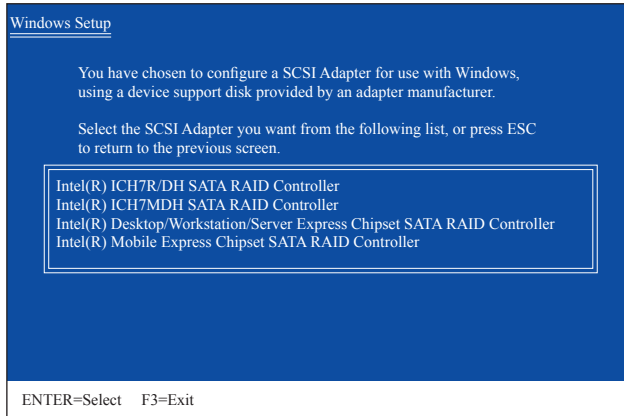 Windows Setup
You have chosen to configure a SCSI Adapter for use with Windows,
using a device support disk provided by an adapter manufacturer.
Select the SCSI Adapter you want from the following list, or press ESC
to return to the previous screen.
Intel(R) ICH7R/DH SATA RAID Controller
Intel(R) ICH7MDH SATA RAID Controller
Intel(R) Desktop/Workstation/Server Express Chipset SATA RAID Controller
Intel(R) Mobile Express Chipset SATA RAID Controller
ENTER=Select F3=Exit